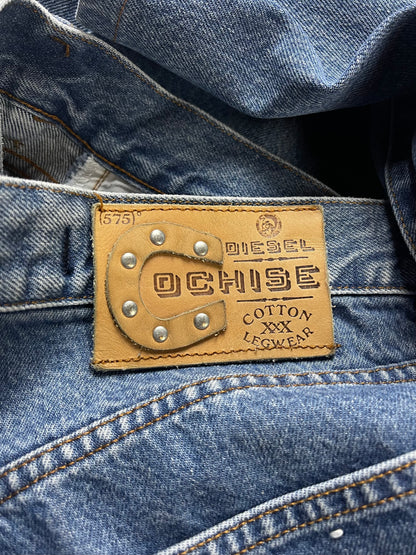 (575)°
DIESEL
COCHISE
COTTON
XXX
LEGWEAR